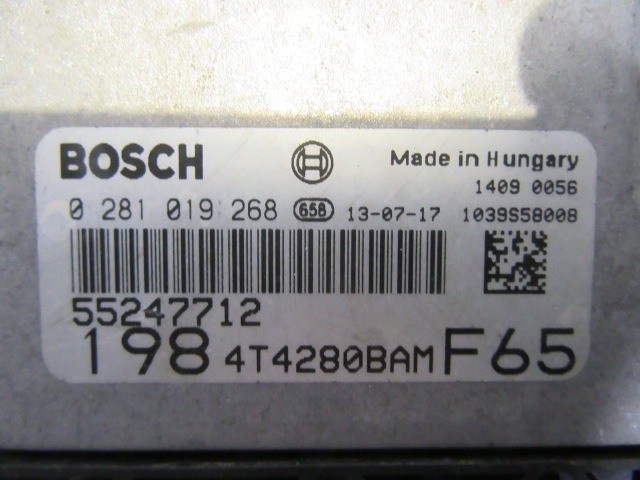 BOSCH Made in Hungary
1409 0056
0 281 019 268 658 13-07-17 1039S58008
55247712
198 4T4280BAM F65